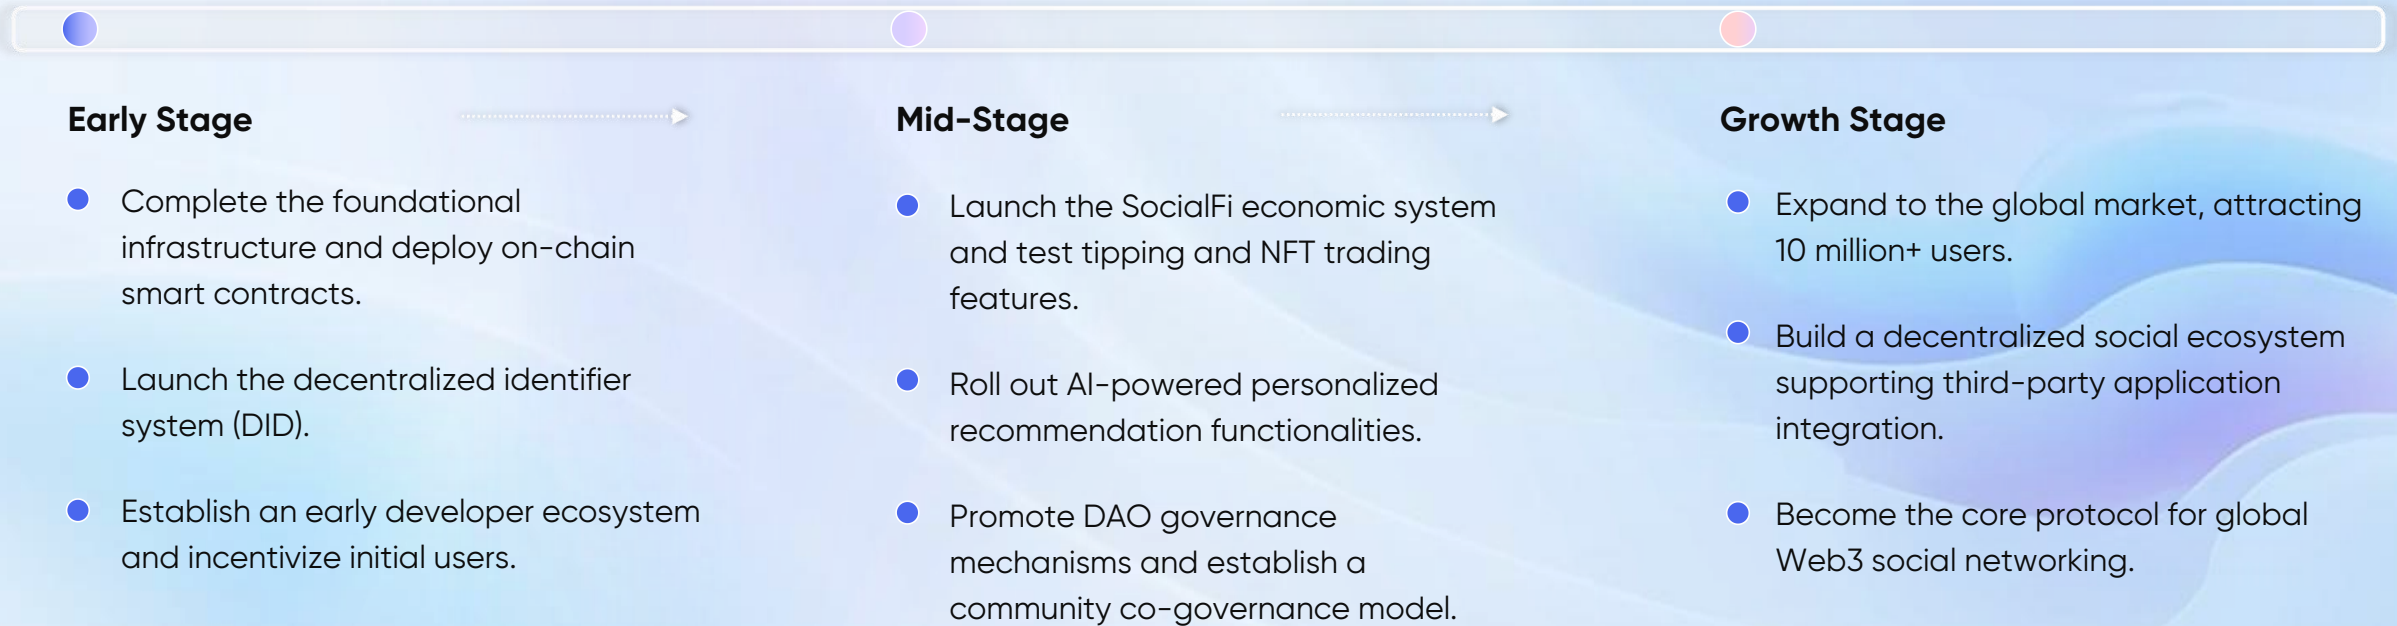 Early Stage
Complete the foundational
infrastructure and deploy on-chain
smart contracts.
Launch the decentralized identifier
system (DID).
Establish an early developer ecosystem
and incentivize initial users.
Mid-Stage
Launch the SocialFi economic system
and test tipping and NFT trading
features.
Roll out AI-powered personalized
recommendation functionalities.
Promote DAO governance
mechanisms and establish a
community co-governance model.
Growth Stage
Expand to the global market, attracting
10 million+ users.
Build a decentralized social ecosystem
supporting third-party application
integration.
Become the core protocol for global
Web3 social networking.